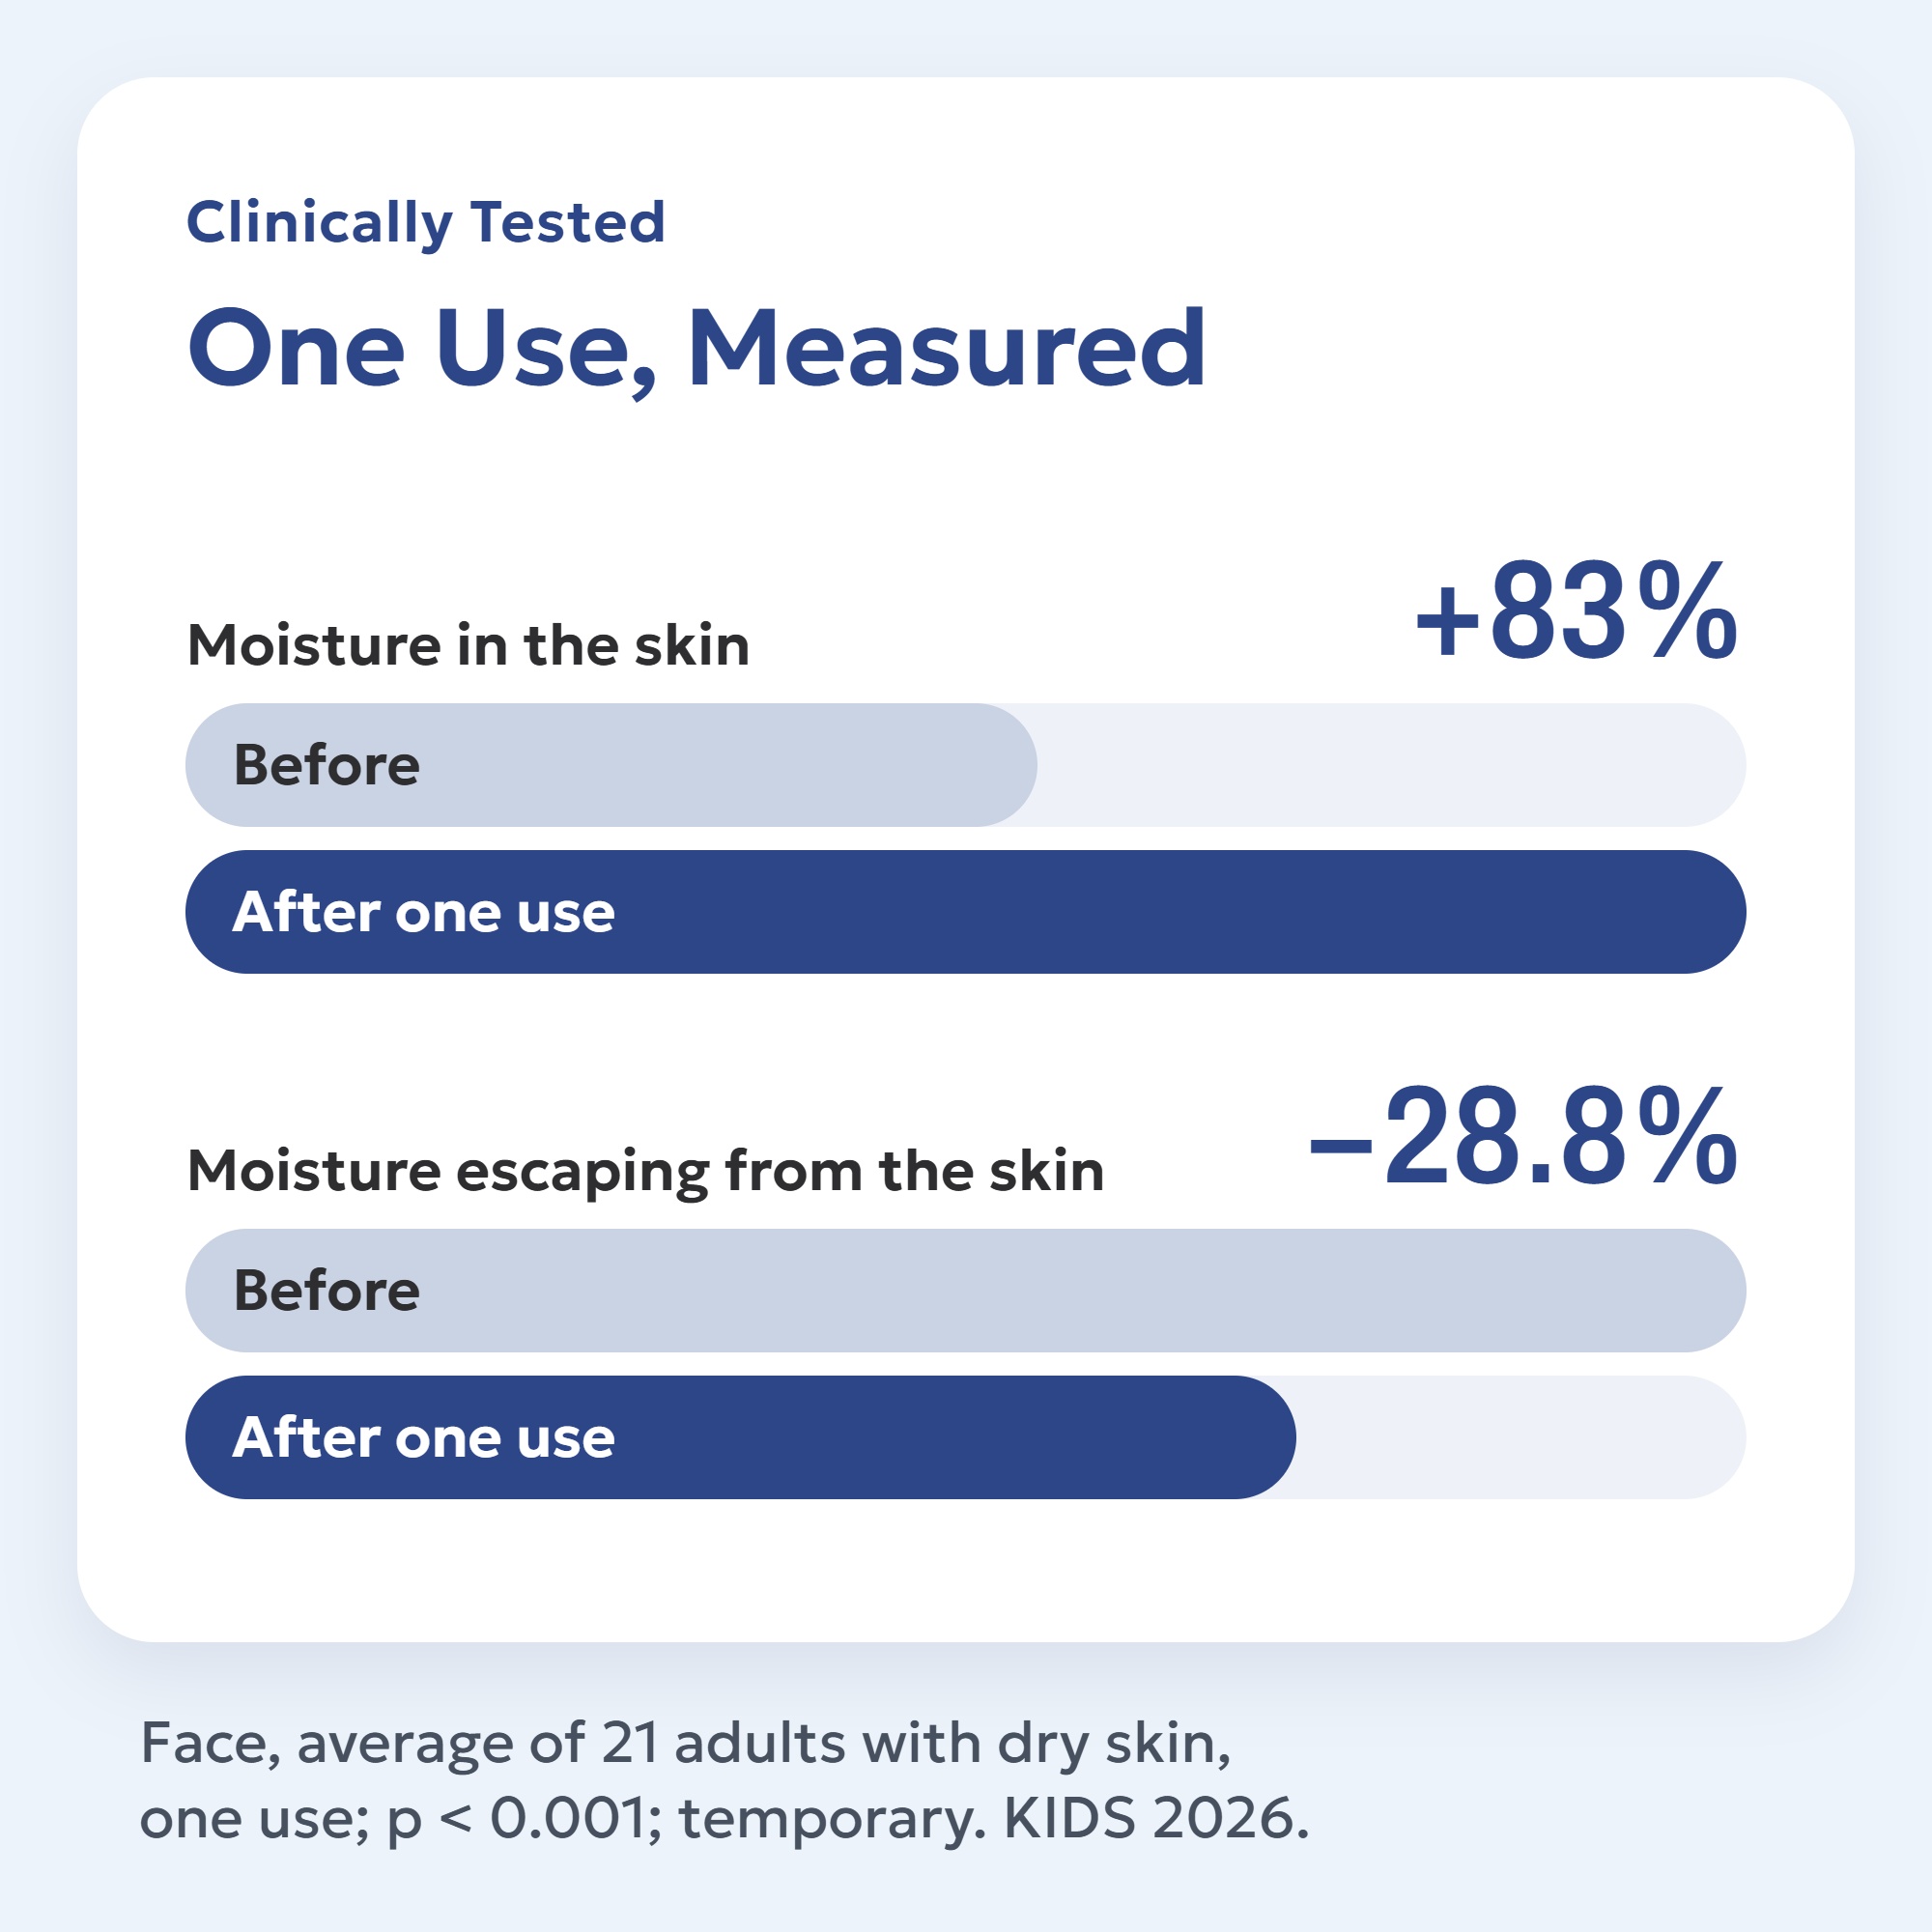 Clinically Tested
One Use, Measured
Moisture in the skin
+83%
Before
After one use
Moisture escaping from the skin
−28.8%
Before
After one use
Face, average of 21 adults with dry skin,
one use; p < 0.001; temporary. KIDS 2026.